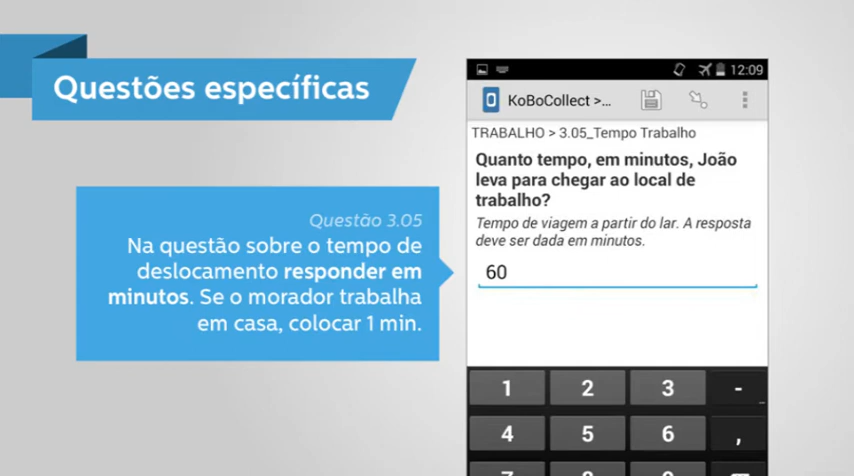 Questões específicas
Questão 3.05
Na questão sobre o tempo de
deslocamento responder em
minutos. Se o morador trabalha
em casa, colocar 1 min.
12:09
KoBoCollect >...
TRABALHO > 3.05_Tempo Trabalho
Quanto tempo, em minutos, João
leva para chegar ao local de
trabalho?
Tempo de viagem a partir do lar. A resposta
deve ser dada em minutos.
60
1 2 3 -
4 5 6 ,